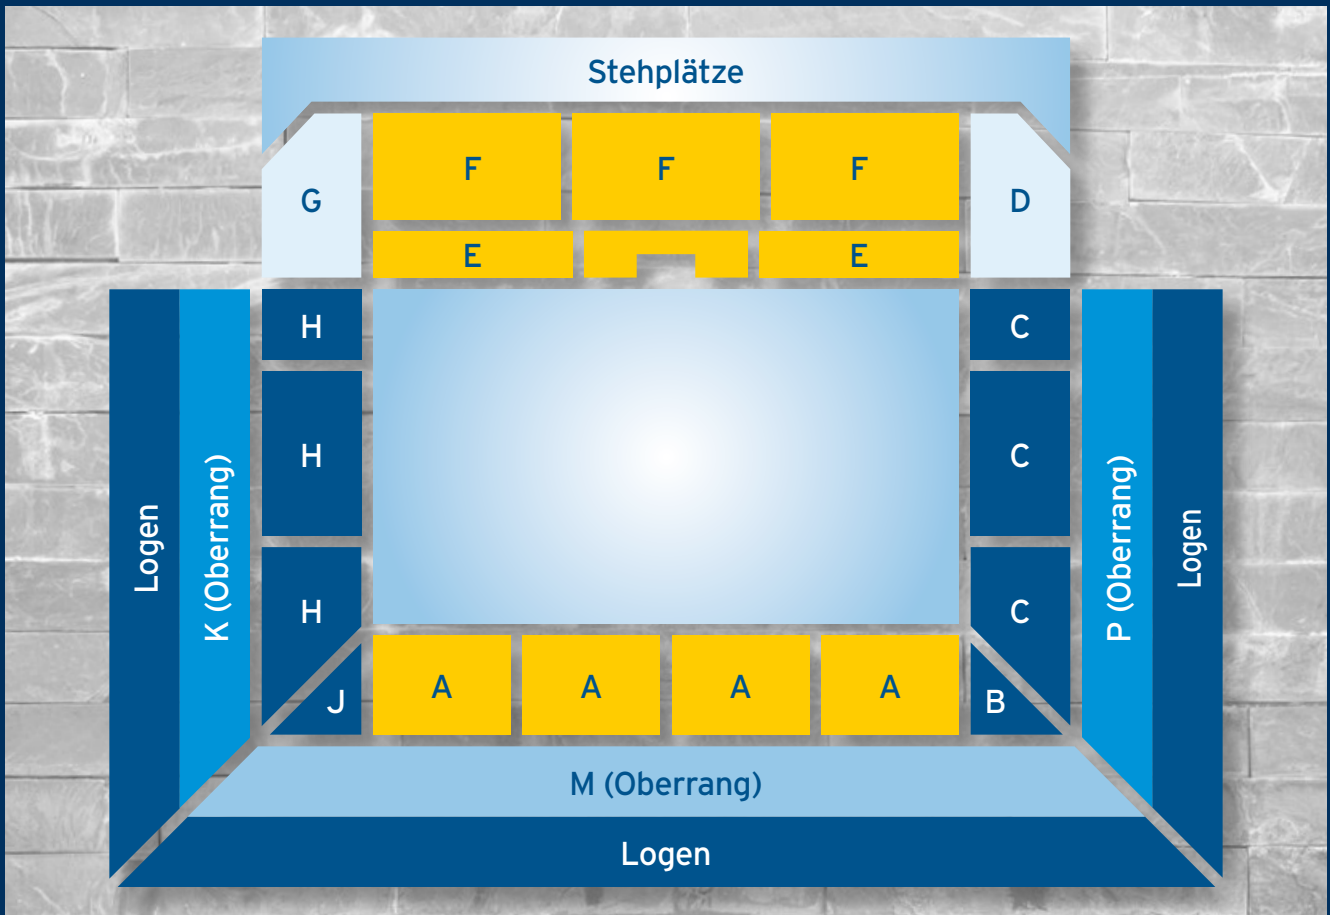 Stehplätze
F
F
F
G
D
E
E
H
C
H
C
Logen
K (Oberrang)
P (Oberrang)
Logen
H
C
J
A
A
A
A
B
M (Oberrang)
Logen